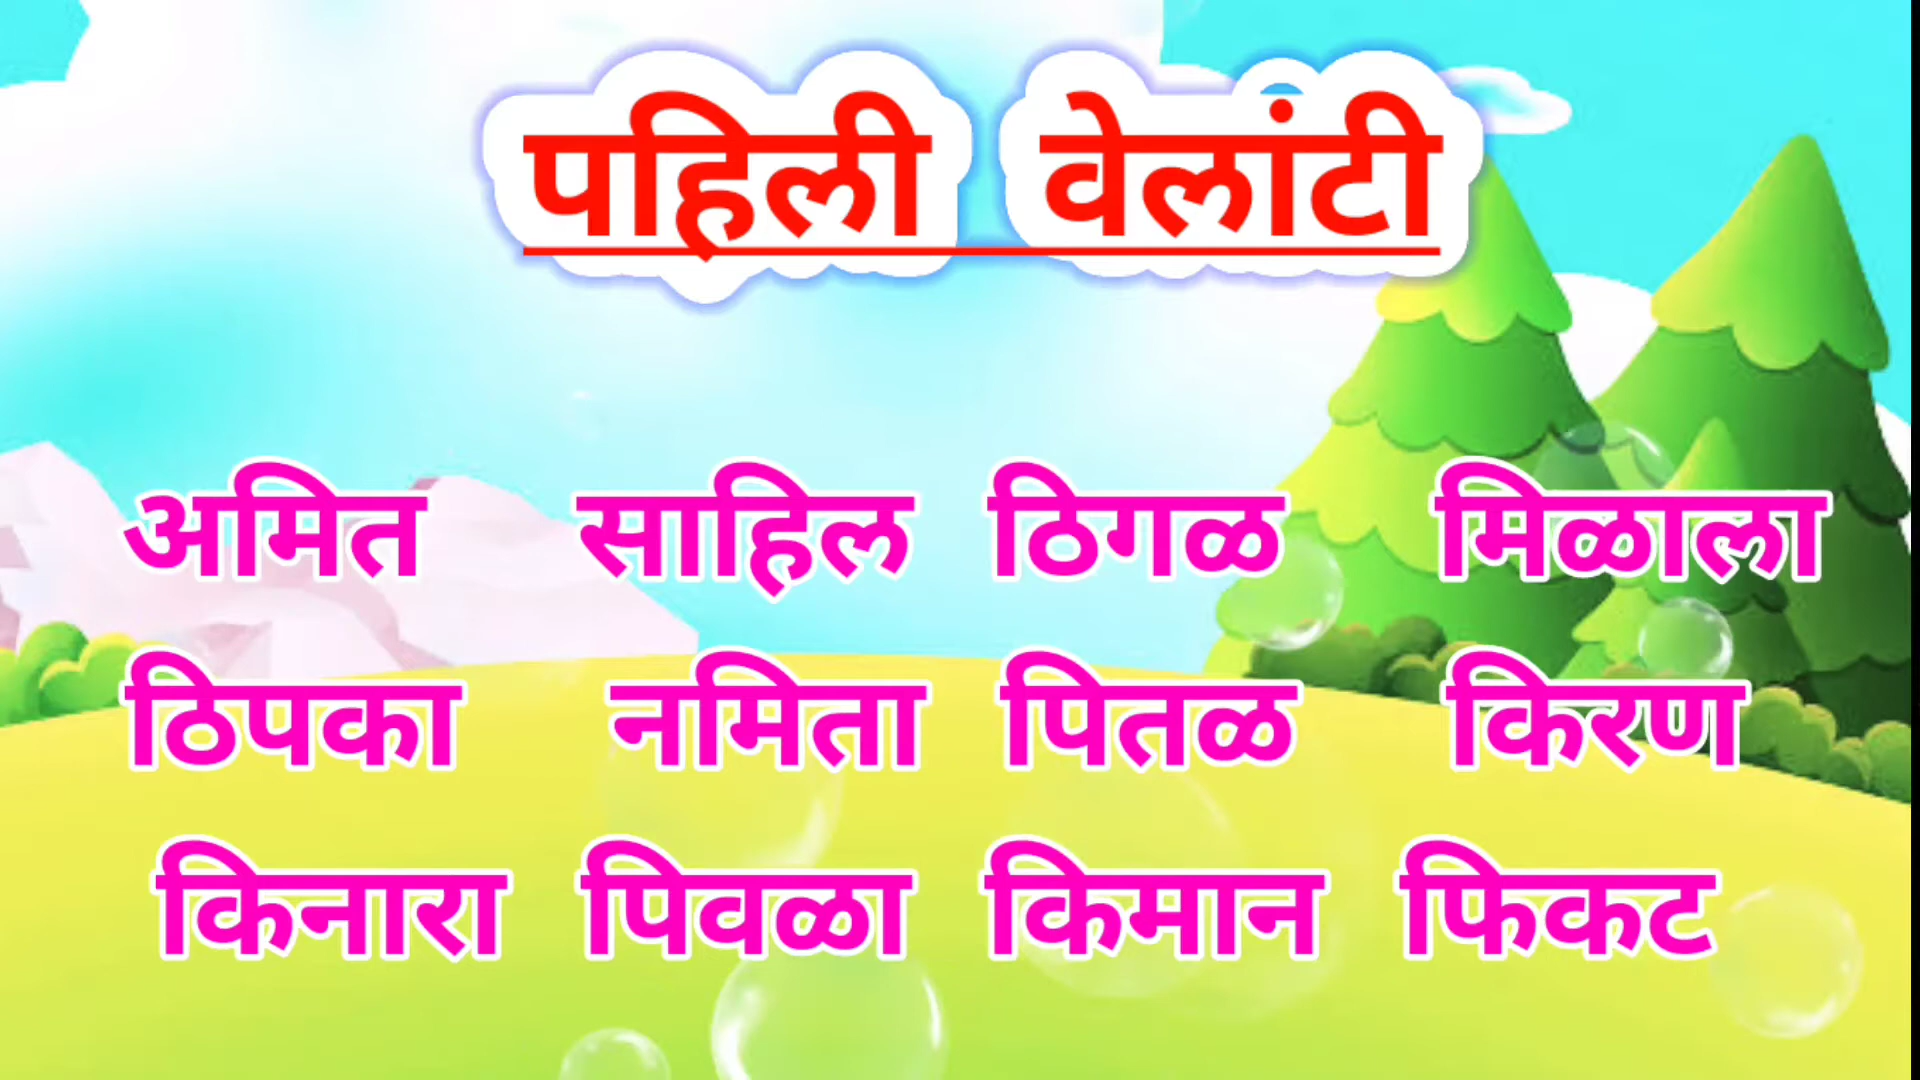 पहिली वेलांटी
अमित साहिल ठिगळ मिळाला
ठिपका नमिता पितळ किरण
किनारा पिवळा किमान फिकट